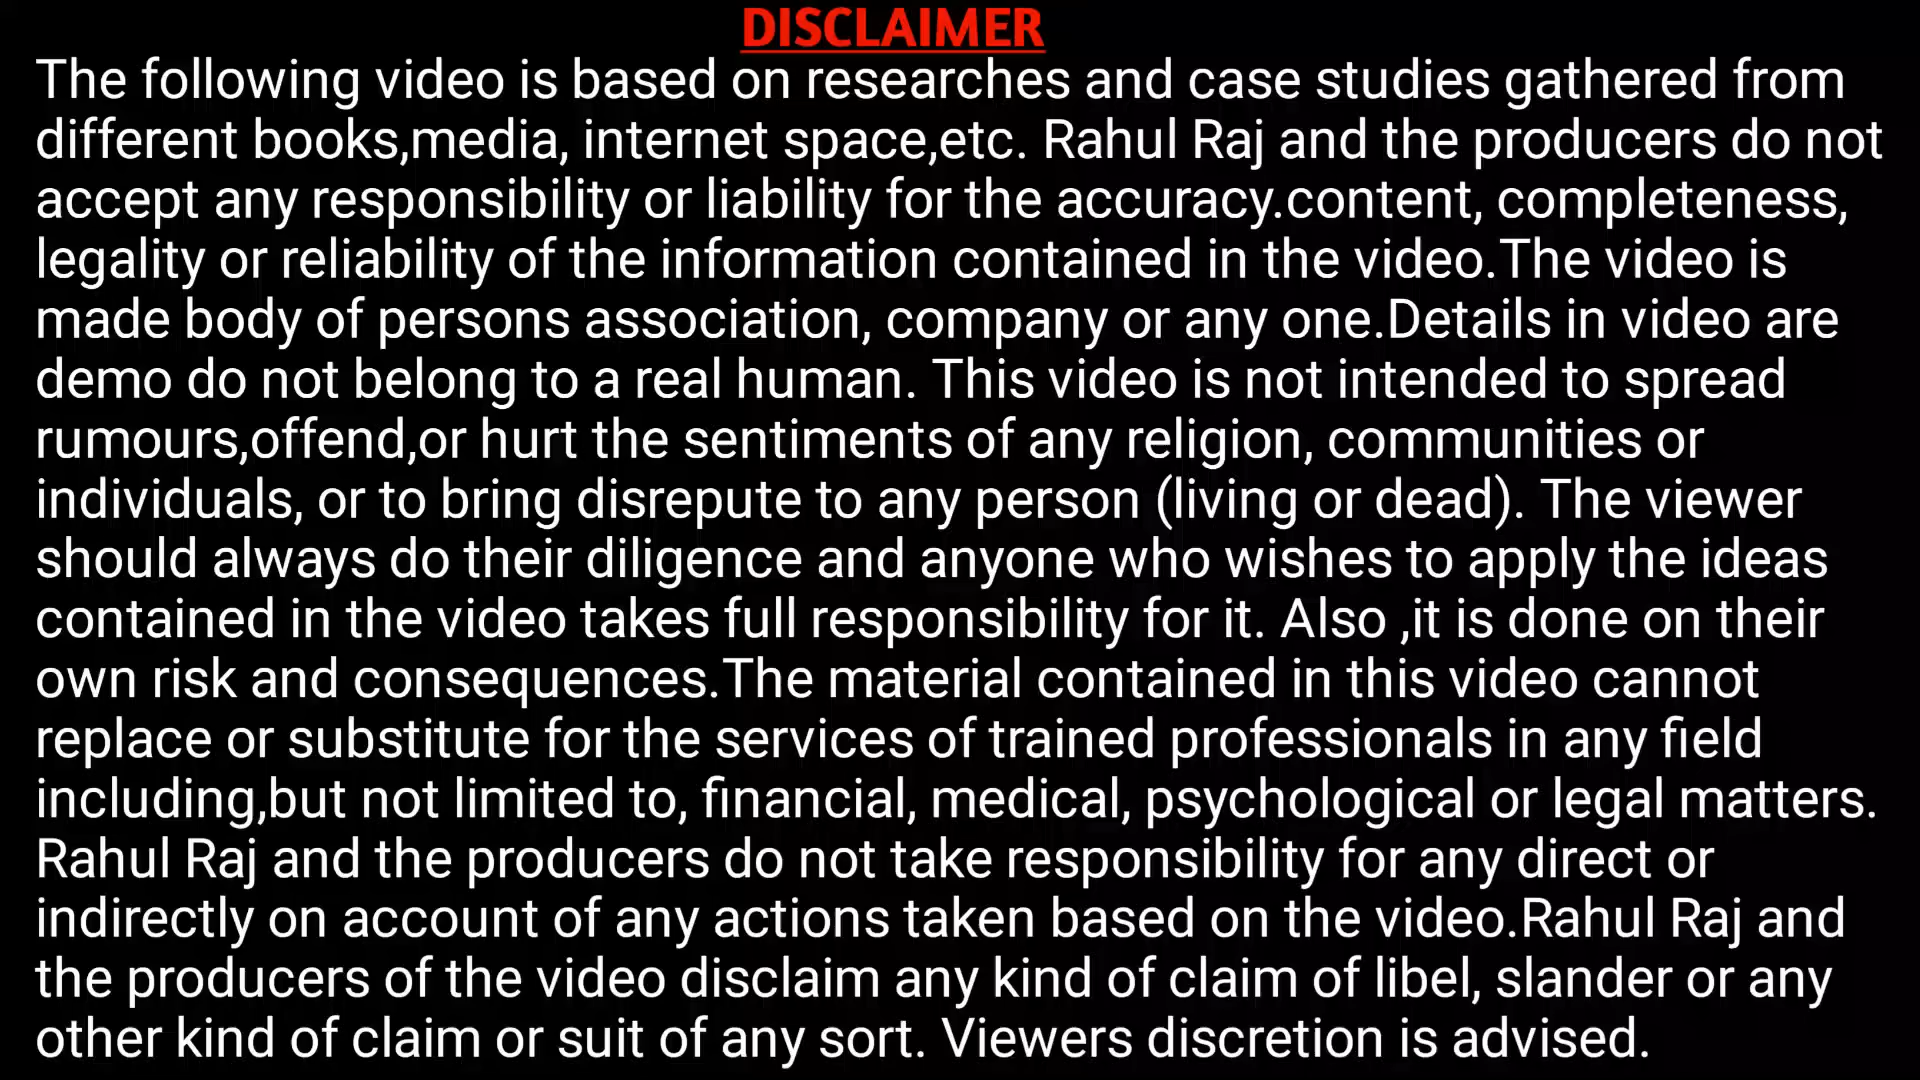 DISCLAIMER
The following video is based on researches and case studies gathered from
different books,media, internet space,etc. Rahul Raj and the producers do not
accept any responsibility or liability for the accuracy.content, completeness,
legality or reliability of the information contained in the video.The video is
made body of persons association, company or any one.Details in video are
demo do not belong to a real human. This video is not intended to spread
rumours,offend,or hurt the sentiments of any religion, communities or
individuals, or to bring disrepute to any person (living or dead). The viewer
should always do their diligence and anyone who wishes to apply the ideas
contained in the video takes full responsibility for it. Also ,it is done on their
own risk and consequences.The material contained in this video cannot
replace or substitute for the services of trained professionals in any field
including,but not limited to, financial, medical, psychological or legal matters.
Rahul Raj and the producers do not take responsibility for any direct or
indirectly on account of any actions taken based on the video.Rahul Raj and
the producers of the video disclaim any kind of claim of libel, slander or any
other kind of claim or suit of any sort. Viewers discretion is advised.